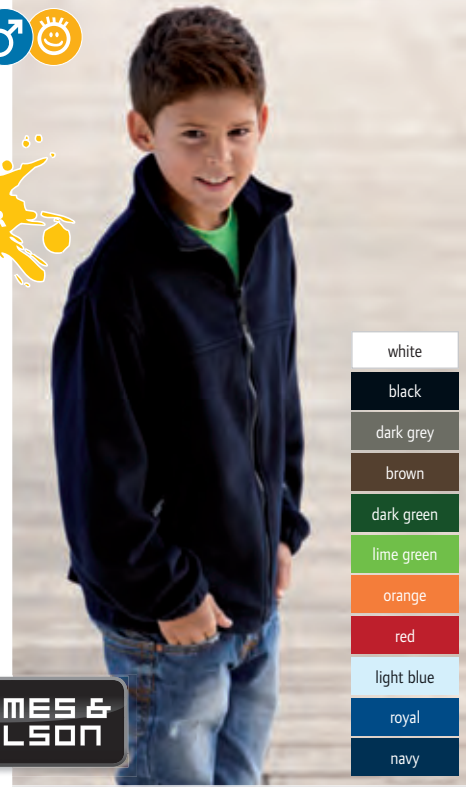 white
black
dark grey
brown
dark green
lime green
orange
red
light blue
royal
navy
MES &
LSON